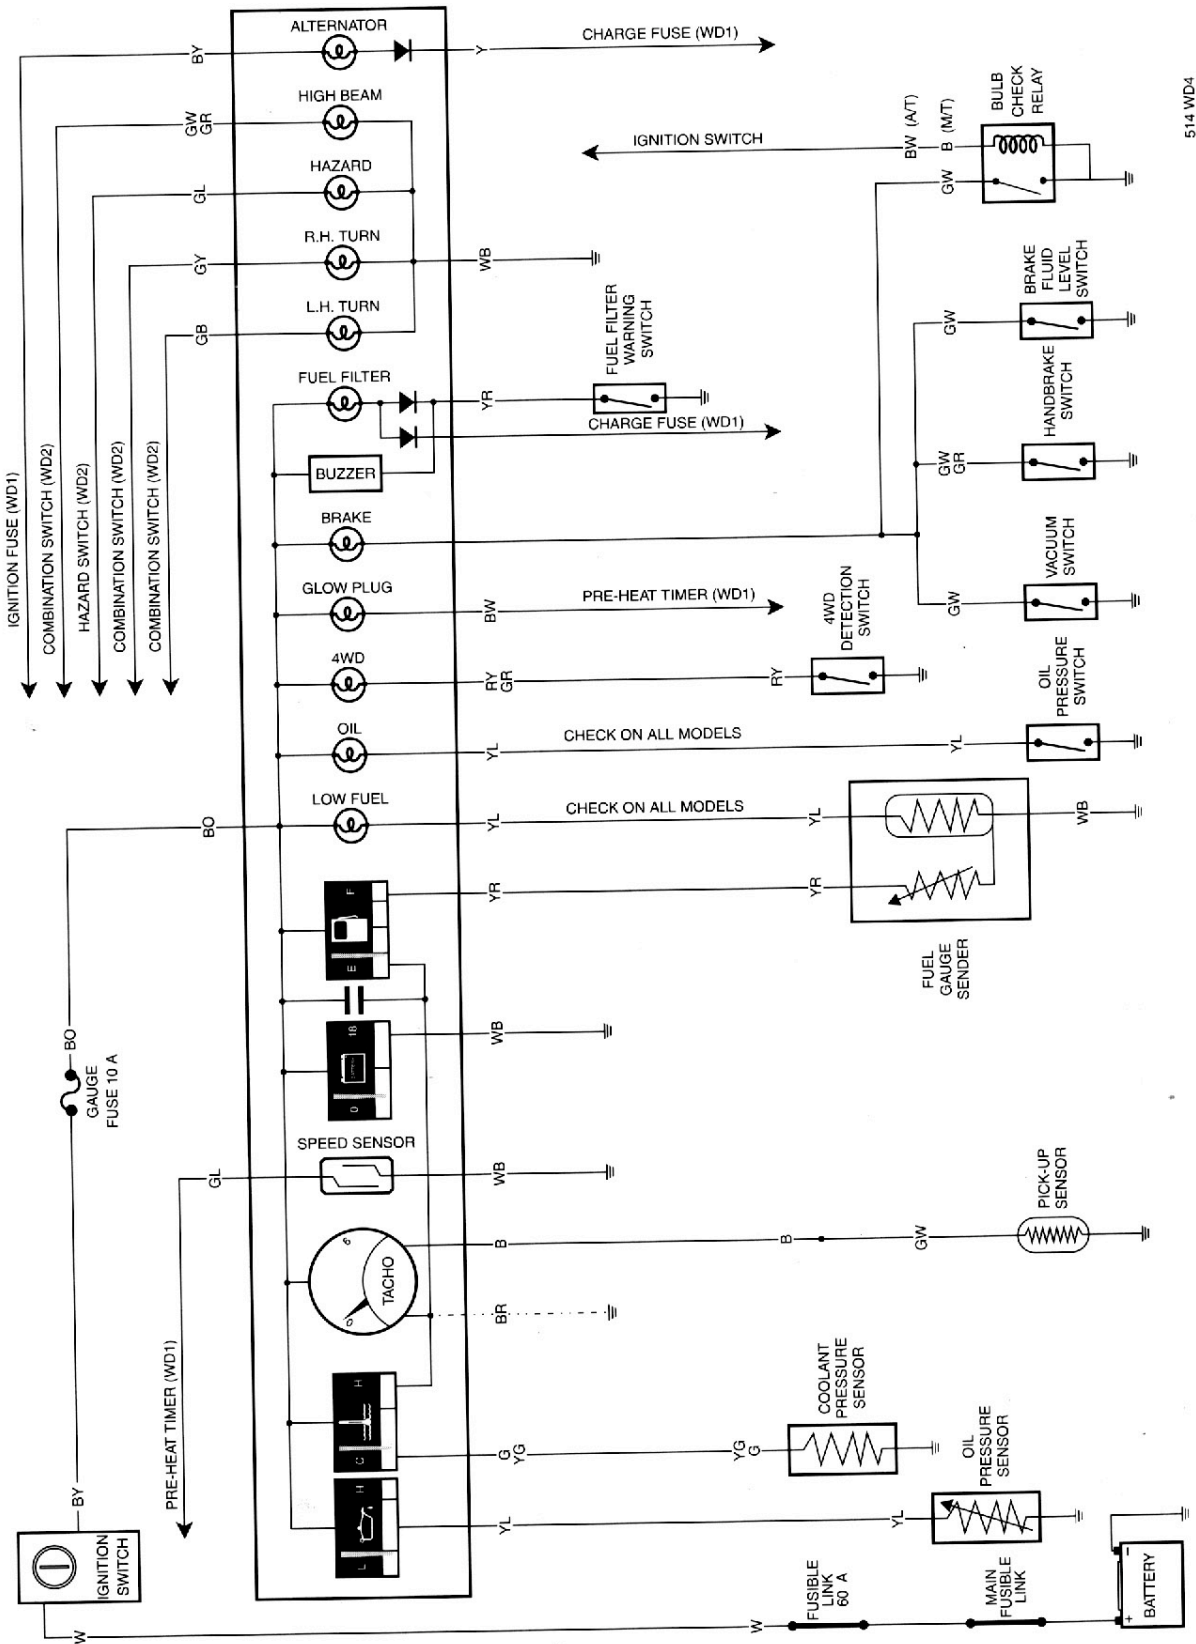 ALTERNATOR
BY
Y
CHARGE FUSE (WD1)
HIGH BEAM
GW
GR
IGNITION SWITCH
BW (A/T)
B (M/T)
BULB
CHECK
RELAY
514 WD4
HAZARD
GL
GW
R.H. TURN
GY
WB
L.H. TURN
GB
FUEL FILTER
WARNING
SWITCH
BRAKE
FLUID
LEVEL
SWITCH
GW
FUEL FILTER
YR
CHARGE FUSE (WD1)
HANDBRAKE
SWITCH
GW
GR
BUZZER
BRAKE
VACUUM
SWITCH
GW
GLOW PLUG
BW
PRE-HEAT TIMER (WD1)
4WD
DETECTION
SWITCH
IGNITION FUSE (WD1)
COMBINATION SWITCH (WD2)
HAZARD SWITCH (WD2)
COMBINATION SWITCH (WD2)
COMBINATION SWITCH (WD2)
4WD
RY
GR
RY
OIL
PRESSURE
SWITCH
OIL
YL
CHECK ON ALL MODELS
YL
LOW FUEL
BO
YL
CHECK ON ALL MODELS
YL
WB
F
E
YR
YR
FUEL
GAUGE
SENDER
BO
GAUGE
FUSE 10 A
18
0
WB
SPEED SENSOR
GL
WB
PICK-UP
SENSOR
6
0
TACHO
B
B
GW
BR
PRE-HEAT TIMER (WD1)
H
C
G
YG
YG
G
COOLANT
PRESSURE
SENSOR
BY
H
L
YL
YL
OIL
PRESSURE
SENSOR
IGNITION
SWITCH
W
W
FUSIBLE
LINK
60 A
MAIN
FUSIBLE
LINK
BATTERY
+
−